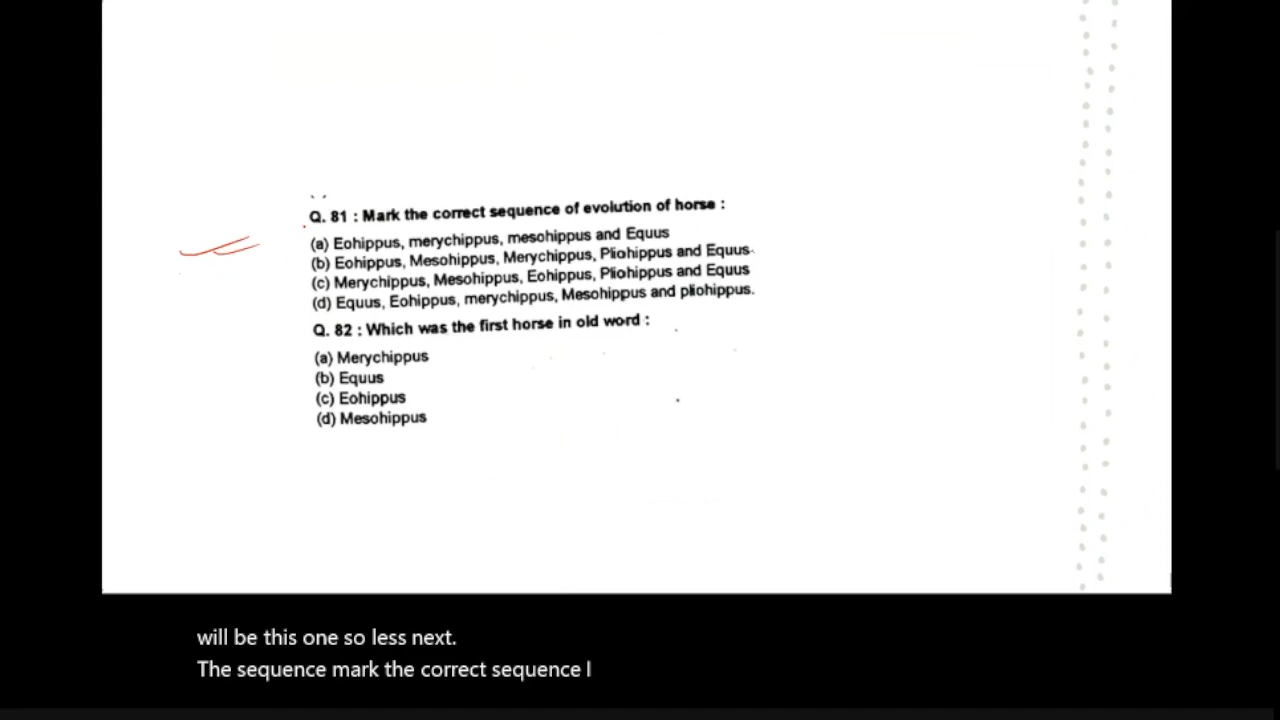 Q. 81 : Mark the correct sequence of evolution of horse :
(a) Eohippus, merychippus, mesohippus and Equus
(b) Eohippus, Mesohippus, Merychippus, Pliohippus and Equus.
(c) Merychippus, Mesohippus, Eohippus, Pliohippus and Equus
(d) Equus, Eohippus, merychippus, Mesohippus and pliohippus.
Q. 82 : Which was the first horse in old word :
(a) Merychippus
(b) Equus
(c) Eohippus
(d) Mesohippus
will be this one so less next.
The sequence mark the correct sequence I